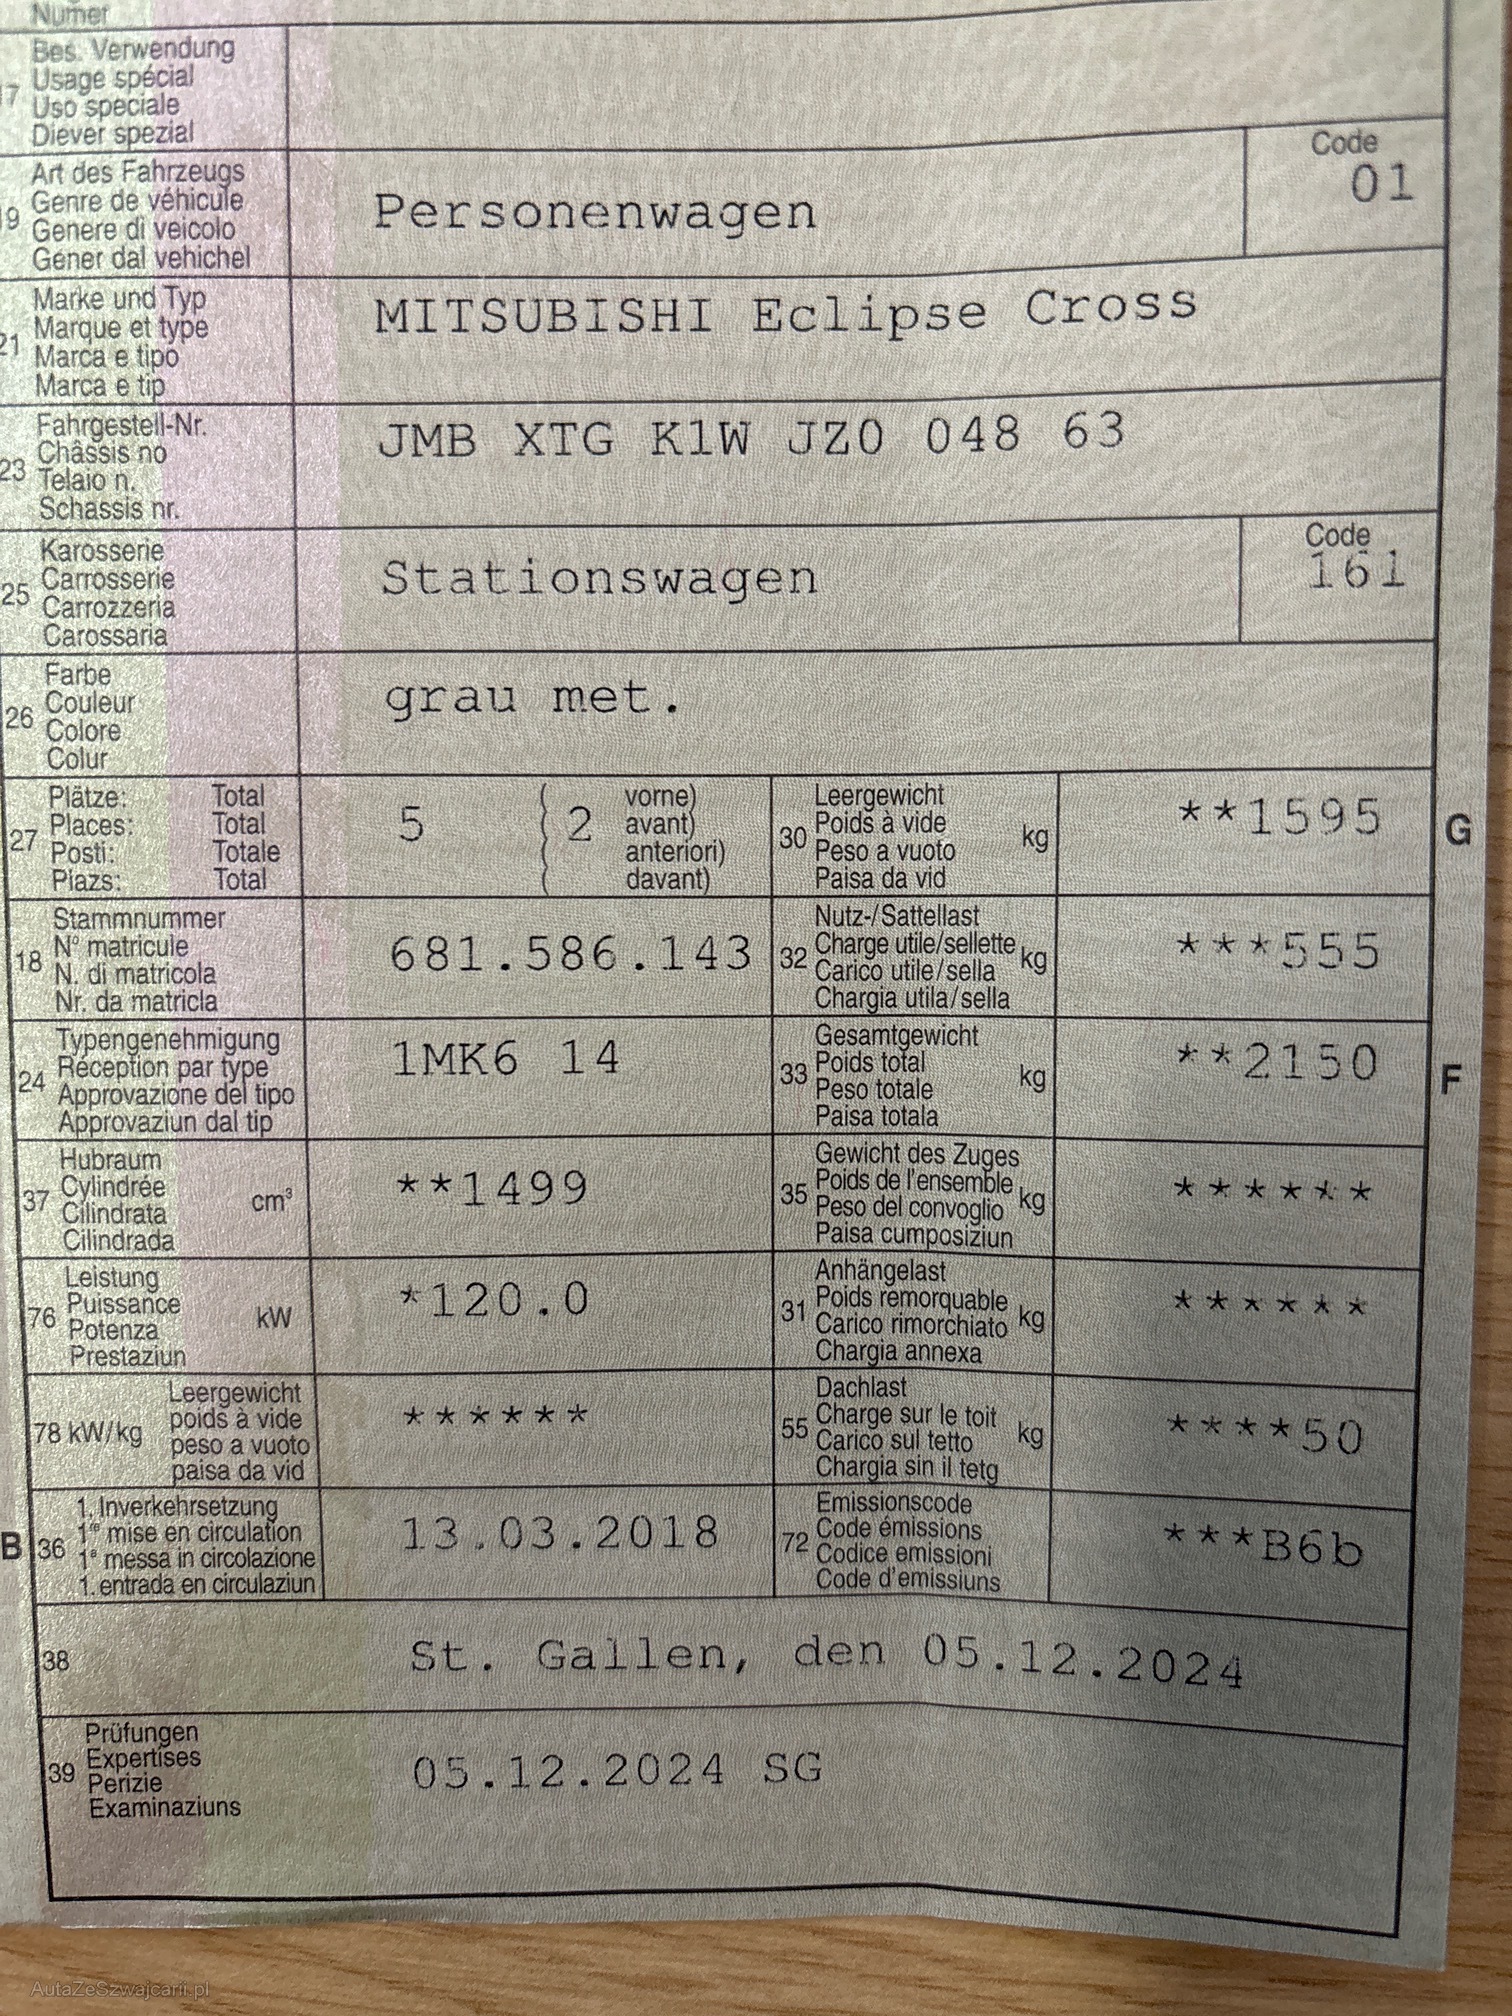 Numer
17
Bes. Verwendung
Usage spécial
Uso speciale
Diever spezial
19
Art des Fahrzeugs
Genre de véhicule
Genere di veicolo
Gener dal vehichel
Personenwagen
Code
01
21
Marke und Typ
Marque et type
Marca e tipo
Marca e tip
MITSUBISHI Eclipse Cross
23
Fahrgestell-Nr.
Châssis no
Telaio n.
Schassis nr.
JMB XTG K1W JZ0 048 63
25
Karosserie
Carrosserie
Carrozzeria
Carossaria
Stationswagen
Code
161
26
Farbe
Couleur
Colore
Colur
grau met.
27
Plätze: Total
Places: Total
Posti: Totale
Plazs: Total
5 ( 2
vorne)
avant)
anteriori)
davant)
30
Leergewicht
Poids à vide
Peso a vuoto
Paisa da vid
kg
**1595
G
18
Stammnummer
N° matricule
N. di matricola
Nr. da matricla
681.586.143
32
Nutz-/Sattellast
Charge utile/sellette
Carico utile/sella
Chargia utila/sella
kg
***555
24
Typengenehmigung
Réception par type
Approvazione del tipo
Approvaziun dal tip
1MK6 14
33
Gesamtgewicht
Poids total
Peso totale
Paisa totala
kg
**2150
F
37
Hubraum
Cylindrée
Cilindrata
Cilindrada
cm³
**1499
35
Gewicht des Zuges
Poids de l'ensemble
Peso del convoglio
Paisa cumposiziun
kg
******
76
Leistung
Puissance
Potenza
Prestaziun
kW
*120.0
31
Anhängelast
Poids remorquable
Carico rimorchiato
Chargia annexa
kg
******
78 kW/kg
Leergewicht
poids à vide
peso a vuoto
paisa da vid
******
55
Dachlast
Charge sur le toit
Carico sul tetto
Chargia sin il tetg
kg
****50
B
36
1. Inverkehrsetzung
1re mise en circulation
1a messa in circolazione
1. entrada en circulaziun
13.03.2018
72
Emissionscode
Code émissions
Codice emissioni
Code d'emissiuns
***B6b
38
St. Gallen, den 05.12.2024
39
Prüfungen
Expertises
Perizie
Examinaziuns
05.12.2024 SG
AutaZeSzwajcarii.pl